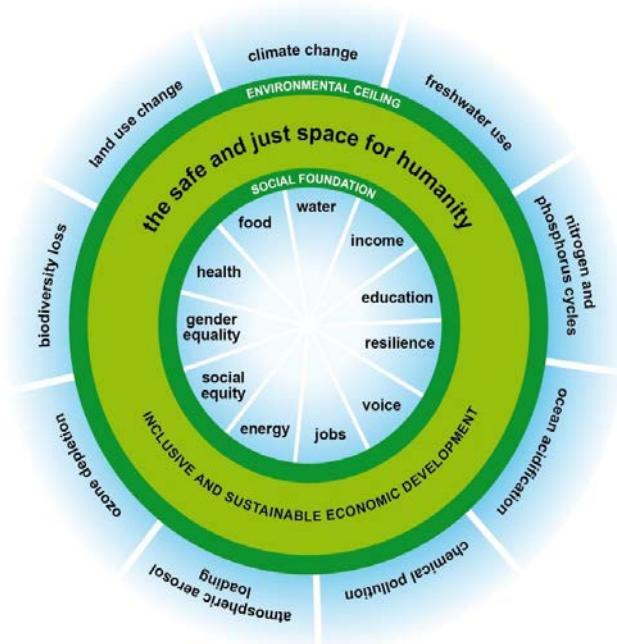 climate change
freshwater use
nitrogen and
phosphorus cycles
ocean acidification
chemical pollution
atmospheric aerosol
loading
ozone depletion
biodiversity loss
land use change
ENVIRONMENTAL CEILING
the safe and just space for humanity
SOCIAL FOUNDATION
water
income
education
resilience
voice
jobs
energy
social
equity
gender
equality
health
food
INCLUSIVE AND SUSTAINABLE ECONOMIC DEVELOPMENT